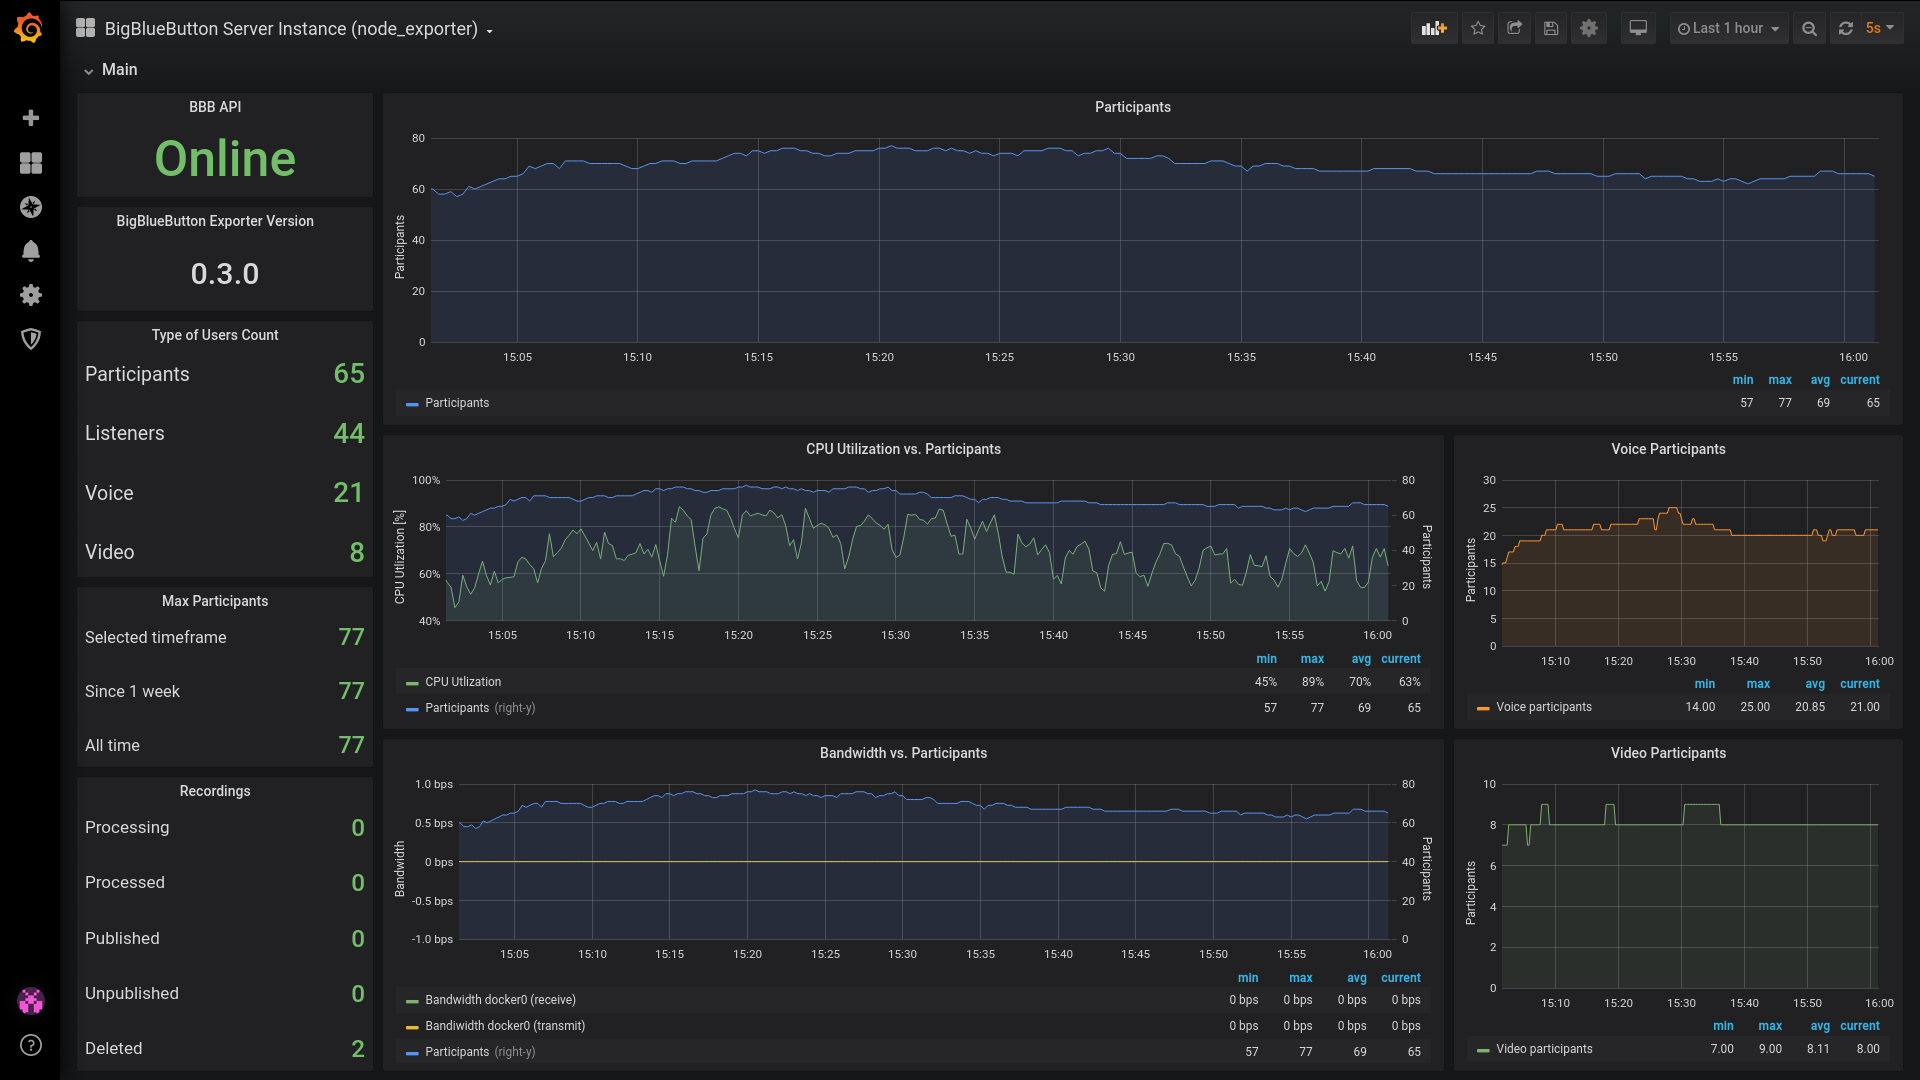 BigBlueButton Server Instance (node_exporter)
Last 1 hour
5s
Main
BBB API
Online
BigBlueButton Exporter Version
0.3.0
Type of Users Count
Participants 65
Listeners 44
Voice 21
Video 8
Max Participants
Selected timeframe 77
Since 1 week 77
All time 77
Recordings
Processing 0
Processed 0
Published 0
Unpublished 0
Deleted 2
Participants
80
60
40
20
0
Participants
15:05 15:10 15:15 15:20 15:25 15:30 15:35 15:40 15:45 15:50 15:55 16:00
min max avg current
Participants 57 77 69 65
CPU Utilization vs. Participants
100% 80
80% 60
40
60% 20
40% 0
CPU Utlization [%]
Participants
15:05 15:10 15:15 15:20 15:25 15:30 15:35 15:40 15:45 15:50 15:55 16:00
min max avg current
CPU Utlization 45% 89% 70% 63%
Participants (right-y) 57 77 69 65
Voice Participants
30
25
20
15
10
5
0
Participants
15:10 15:20 15:30 15:40 15:50 16:00
min max avg current
Voice participants 14.00 25.00 20.85 21.00
Bandwidth vs. Participants
1.0 bps 80
0.5 bps 60
0 bps 40
-0.5 bps 20
-1.0 bps 0
Bandwidth
Participants
15:05 15:10 15:15 15:20 15:25 15:30 15:35 15:40 15:45 15:50 15:55 16:00
min max avg current
Bandwidth docker0 (receive) 0 bps 0 bps 0 bps 0 bps
Bandiwidth docker0 (transmit) 0 bps 0 bps 0 bps 0 bps
Participants (right-y) 57 77 69 65
Video Participants
10
8
6
4
2
0
Participants
15:10 15:20 15:30 15:40 15:50 16:00
min max avg current
Video participants 7.00 9.00 8.11 8.00